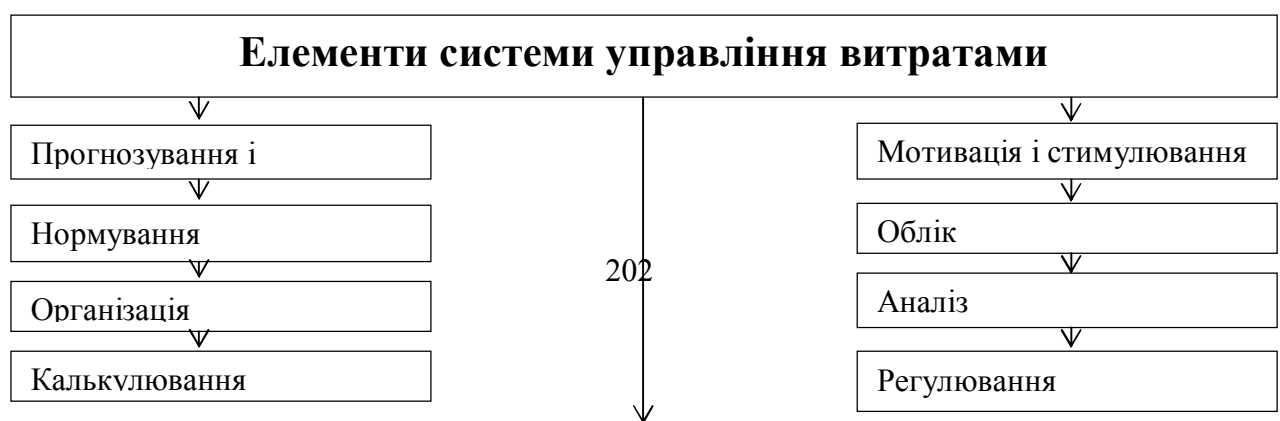 Елементи системи управління витратами
Прогнозування і
Нормування
Організація
Калькулювання
202
Мотивація і стимулювання
Облік
Аналіз
Регулювання